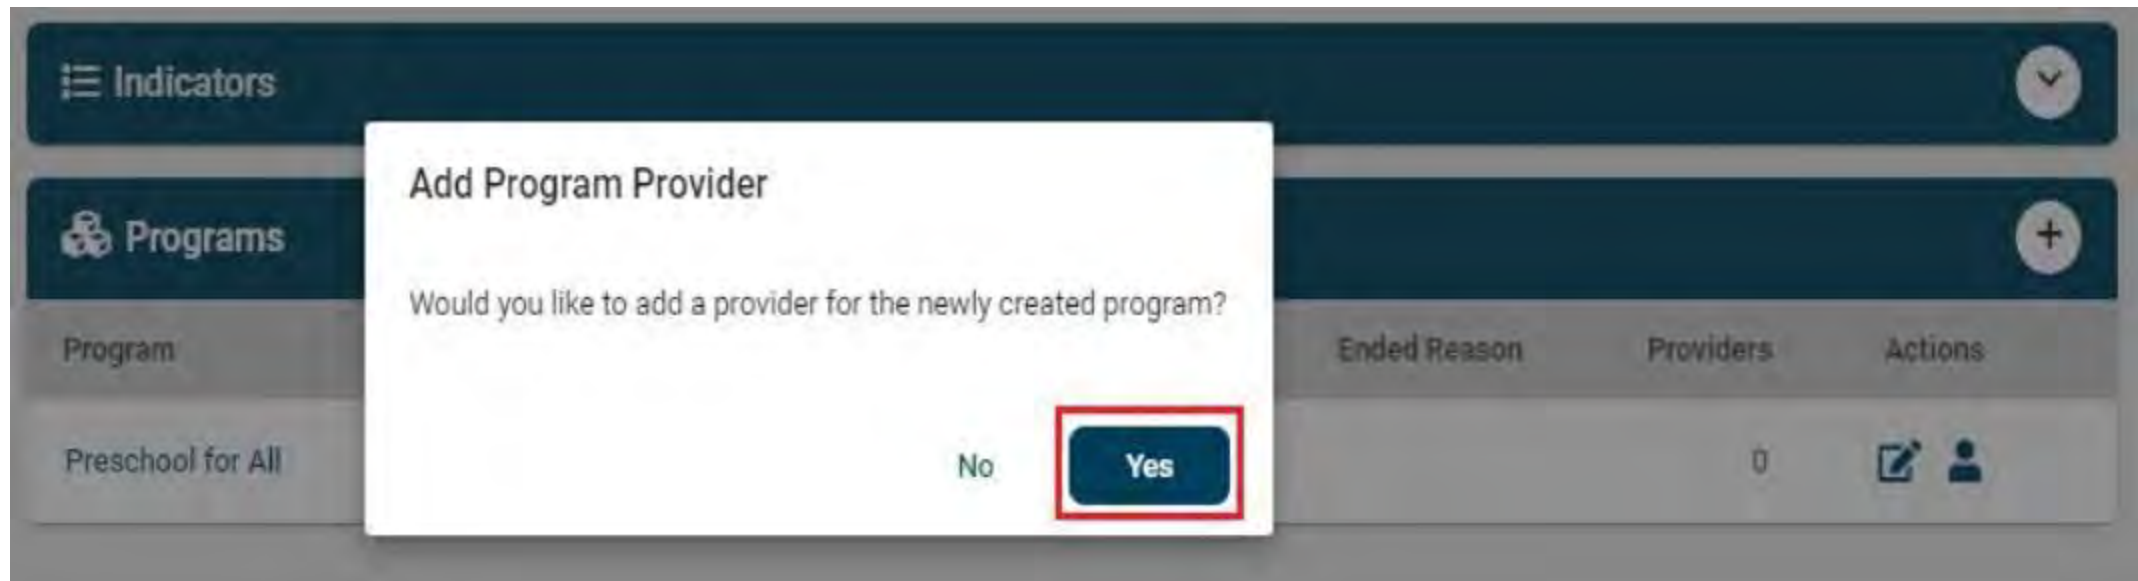 Indicators
Add Program Provider
Programs
Would you like to add a provider for the newly created program?
Program Ended Reason Providers Actions
Preschool for All 0
No Yes